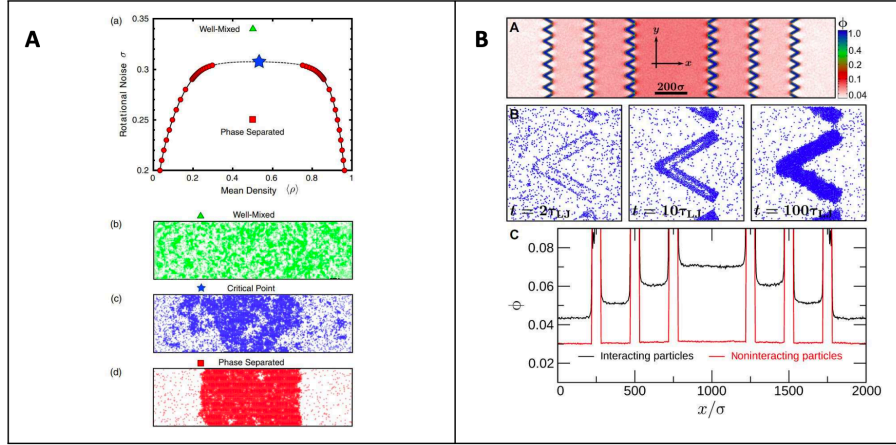 A
(a)
0.35
Well-Mixed
0.3
Rotational Noise σ
0.25
Phase Separated
0.2
0 0.2 0.4 0.6 0.8 1
Mean Density ⟨ρ⟩
(b)
Well-Mixed
(c)
Critical Point
(d)
Phase Separated
B
A
y
x
200σ
ϕ
1.0
0.4
0.2
0.1
0.04
B
t = 2τLJ
t = 10τLJ
t = 100τLJ
C
ϕ
0.08
0.06
0.04
0.02
Interacting particles
Noninteracting particles
0 500 1000 1500 2000
x/σ